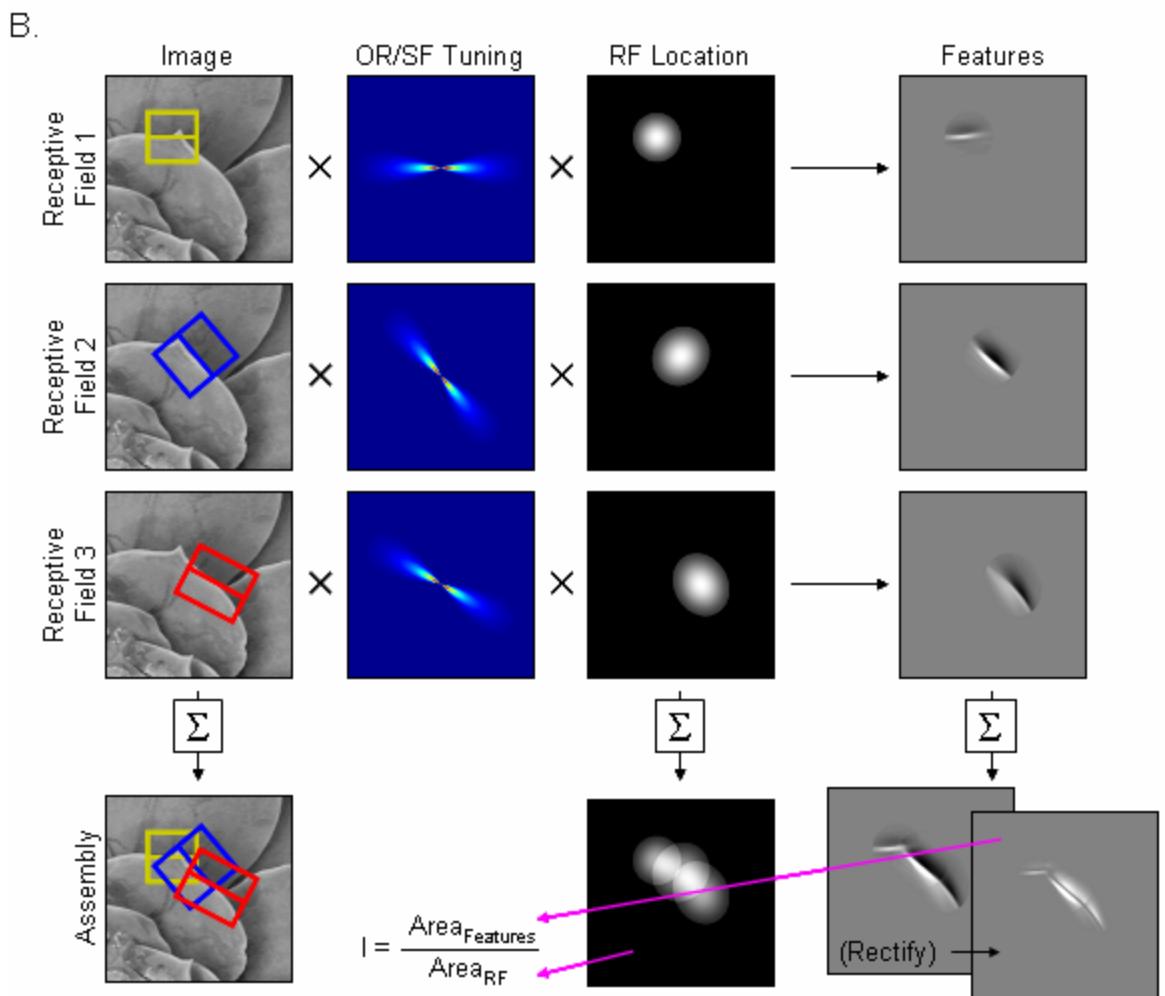 B.
Image
OR/SF Tuning
RF Location
Features
Receptive
Field 1
×
×
Receptive
Field 2
×
×
Receptive
Field 3
×
×
Σ
Σ
Σ
Assembly
I = Area_Features
Area_RF
(Rectify)